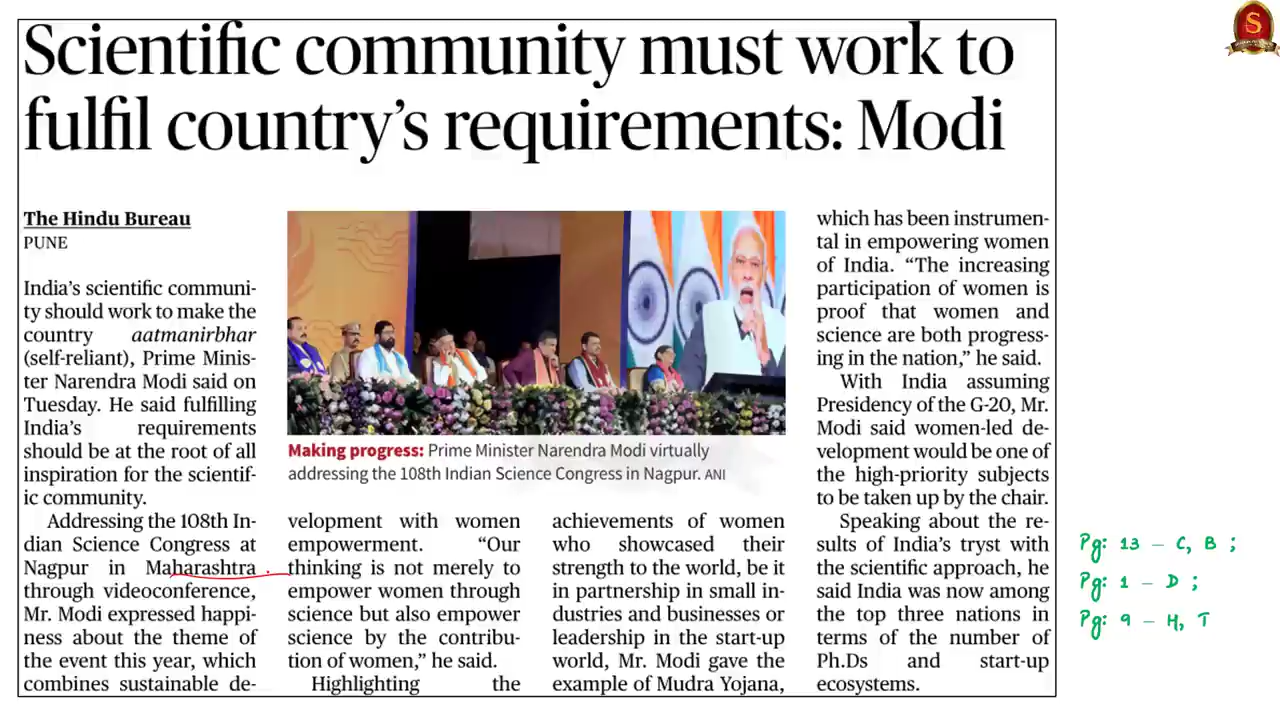 Scientific community must work to
fulfil country's requirements: Modi
The Hindu Bureau
PUNE
India's scientific communi-
ty should work to make the
country aatmanirbhar
(self-reliant), Prime Minis-
ter Narendra Modi said on
Tuesday. He said fulfilling
India's requirements
should be at the root of all
inspiration for the scientif-
ic community.
Addressing the 108th In-
dian Science Congress at
Nagpur in Maharashtra
through videoconference,
Mr. Modi expressed happi-
ness about the theme of
the event this year, which
combines sustainable de-
Making progress: Prime Minister Narendra Modi virtually
addressing the 108th Indian Science Congress in Nagpur. ANI
velopment with women
empowerment. “Our
thinking is not merely to
empower women through
science but also empower
science by the contribu-
tion of women,” he said.
Highlighting the
achievements of women
who showcased their
strength to the world, be it
in partnership in small in-
dustries and businesses or
leadership in the start-up
world, Mr. Modi gave the
example of Mudra Yojana,
which has been instrumen-
tal in empowering women
of India. “The increasing
participation of women is
proof that women and
science are both progress-
ing in the nation,” he said.
With India assuming
Presidency of the G-20, Mr.
Modi said women-led de-
velopment would be one of
the high-priority subjects
to be taken up by the chair.
Speaking about the re-
sults of India's tryst with
the scientific approach, he
said India was now among
the top three nations in
terms of the number of
Ph.Ds and start-up
ecosystems.
Pg: 13 – C, B ;
Pg: 1 – D ;
Pg: 9 – H, T